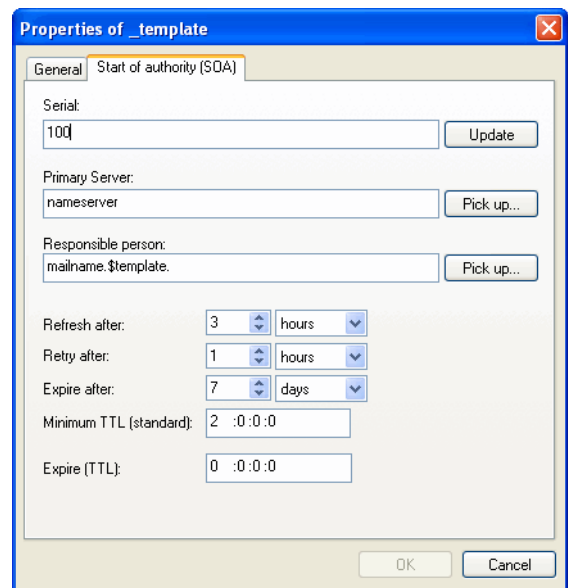 Properties of _template
General Start of authority (SOA)
Serial:
100 Update
Primary Server:
nameserver Pick up...
Responsible person:
mailname.$template. Pick up...
Refresh after: 3 hours
Retry after: 1 hours
Expire after: 7 days
Minimum TTL (standard): 2 :0:0:0
Expire (TTL): 0 :0:0:0
OK Cancel